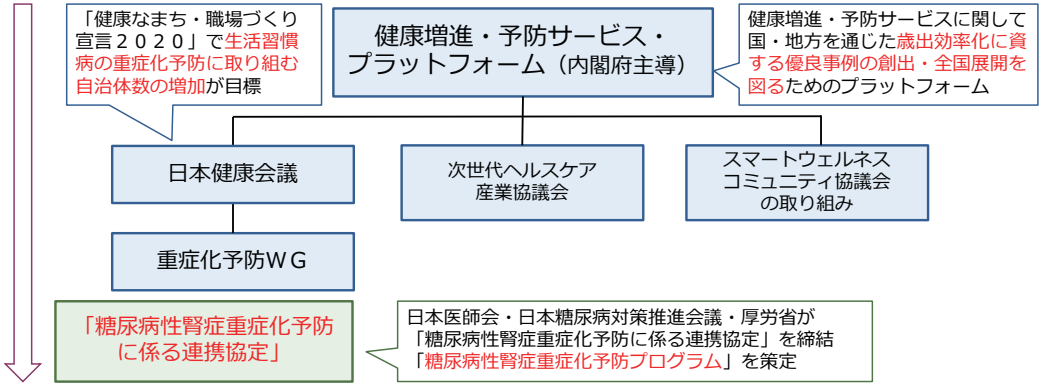 「健康なまち・職場づくり
宣言２０２０」で生活習慣
病の重症化予防に取り組む
自治体数の増加が目標
健康増進・予防サービス・
プラットフォーム（内閣府主導）
健康増進・予防サービスに関して
国・地方を通じた歳出効率化に資
する優良事例の創出・全国展開を
図るためのプラットフォーム
日本健康会議
次世代ヘルスケア
産業協議会
スマートウェルネス
コミュニティ協議会
の取り組み
重症化予防ＷＧ
「糖尿病性腎症重症化予防
に係る連携協定」
日本医師会・日本糖尿病対策推進会議・厚労省が
「糖尿病性腎症重症化予防に係る連携協定」を締結
「糖尿病性腎症重症化予防プログラム」を策定